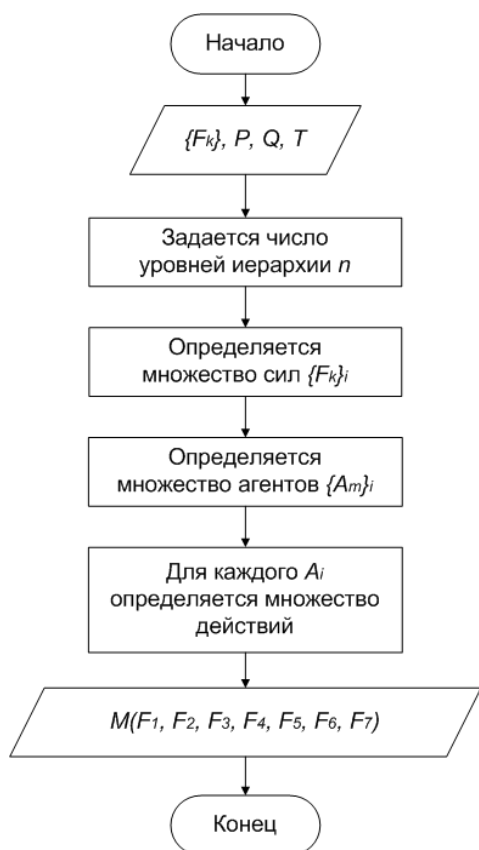 Начало
{Fk}, P, Q, T
Задается число
уровней иерархии n
Определяется
множество сил {Fk}i
Определяется
множество агентов {Am}i
Для каждого Ai
определяется множество
действий
M(F1, F2, F3, F4, F5, F6, F7)
Конец